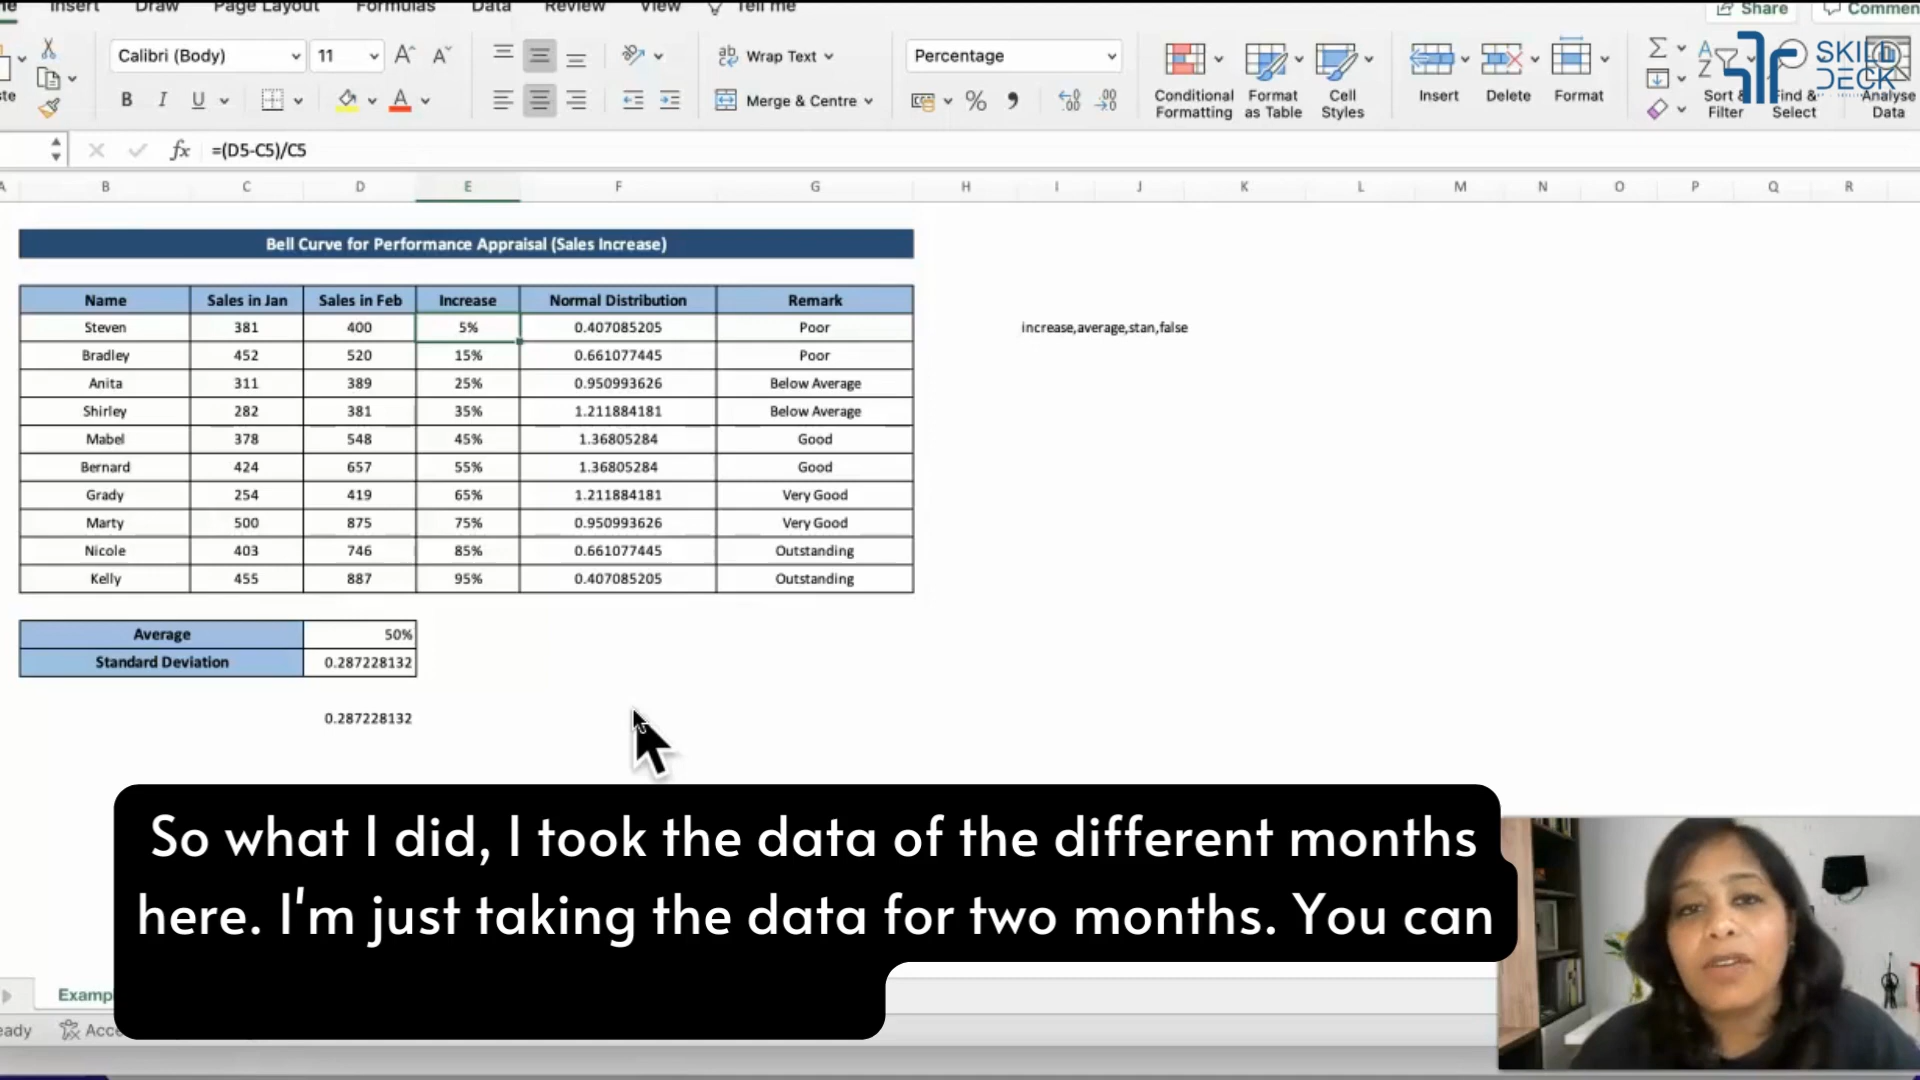 Insert Draw Page Layout Formulas Data Review View Tell me Share
Calibri (Body) 11 Wrap Text Percentage
B I U Merge & Centre % Conditional Formatting Format as Table Cell Styles Insert Delete Format Sort & Filter Find & Select Analyse Data
SKILL
DECK
fx =(D5-C5)/C5
A B C D E F G H I J K L M N O P Q R
Bell Curve for Performance Appraisal (Sales Increase)
Name Sales in Jan Sales in Feb Increase Normal Distribution Remark
Steven 381 400 5% 0.407085205 Poor increase,average,stan,false
Bradley 452 520 15% 0.661077445 Poor
Anita 311 389 25% 0.950993626 Below Average
Shirley 282 381 35% 1.211884181 Below Average
Mabel 378 548 45% 1.36805284 Good
Bernard 424 657 55% 1.36805284 Good
Grady 254 419 65% 1.211884181 Very Good
Marty 500 875 75% 0.950993626 Very Good
Nicole 403 746 85% 0.661077445 Outstanding
Kelly 455 887 95% 0.407085205 Outstanding
Average 50%
Standard Deviation 0.287228132
0.287228132
So what I did, I took the data of the different months
here. I'm just taking the data for two months. You can